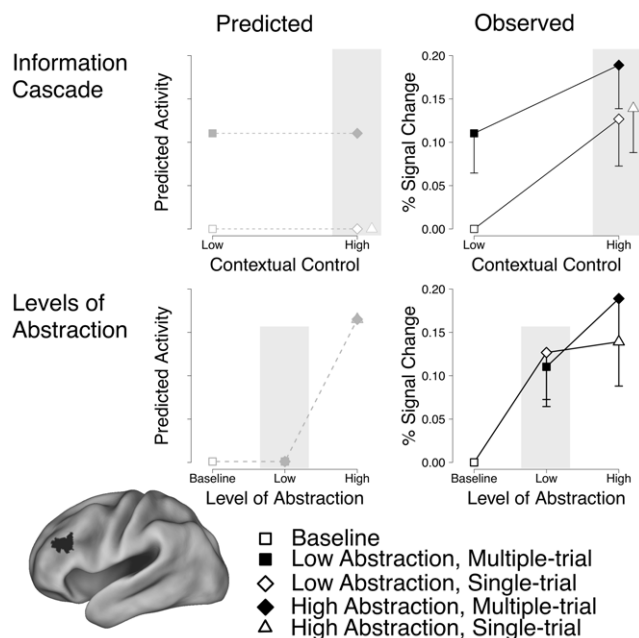 Predicted
Observed
Information
Cascade
Predicted Activity
Low
High
Contextual Control
% Signal Change
0.20
0.15
0.10
0.05
0.00
Low
High
Contextual Control
Levels of
Abstraction
Predicted Activity
Baseline
Low
High
Level of Abstraction
% Signal Change
0.20
0.15
0.10
0.05
0.00
Baseline
Low
High
Level of Abstraction
Baseline
Low Abstraction, Multiple-trial
Low Abstraction, Single-trial
High Abstraction, Multiple-trial
High Abstraction, Single-trial